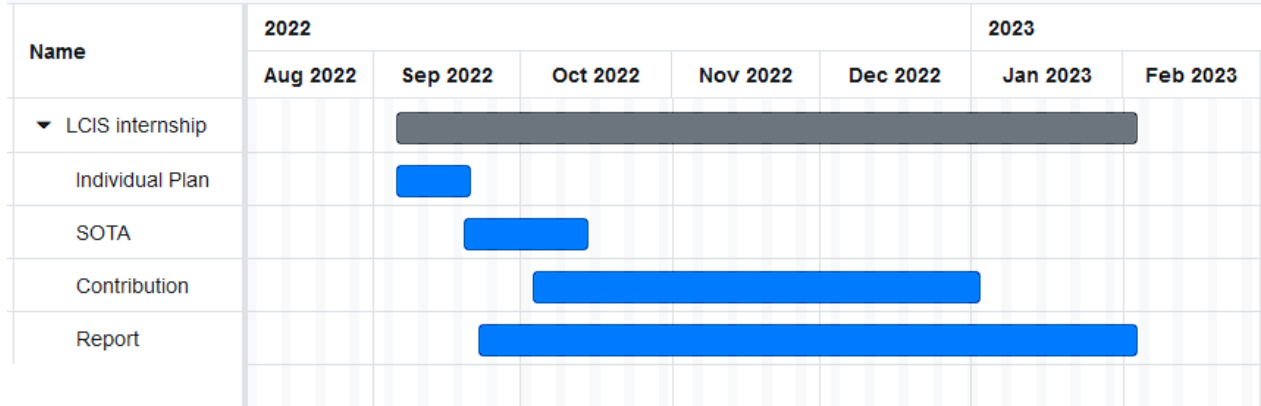 Name
2022
2023
Aug 2022 Sep 2022 Oct 2022 Nov 2022 Dec 2022 Jan 2023 Feb 2023
LCIS internship
Individual Plan
SOTA
Contribution
Report